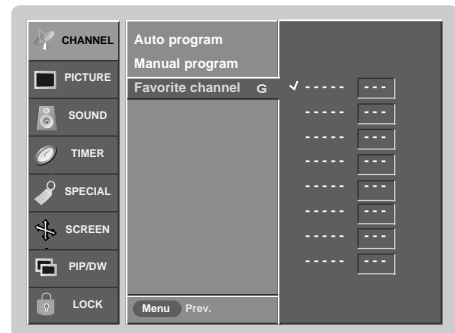 CHANNEL
PICTURE
SOUND
TIMER
SPECIAL
SCREEN
PIP/DW
LOCK
Auto program
Manual program
Favorite channel G
Menu Prev.
✓ ----- ---
----- ---
----- ---
----- ---
----- ---
----- ---
----- ---
----- ---